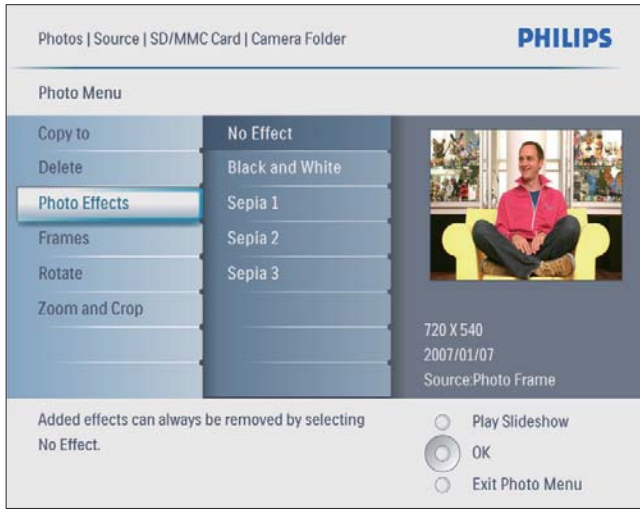 Photos | Source | SD/MMC Card | Camera Folder
PHILIPS
Photo Menu
Copy to
Delete
Photo Effects
Frames
Rotate
Zoom and Crop
No Effect
Black and White
Sepia 1
Sepia 2
Sepia 3
720 X 540
2007/01/07
Source:Photo Frame
Added effects can always be removed by selecting
No Effect.
Play Slideshow
OK
Exit Photo Menu